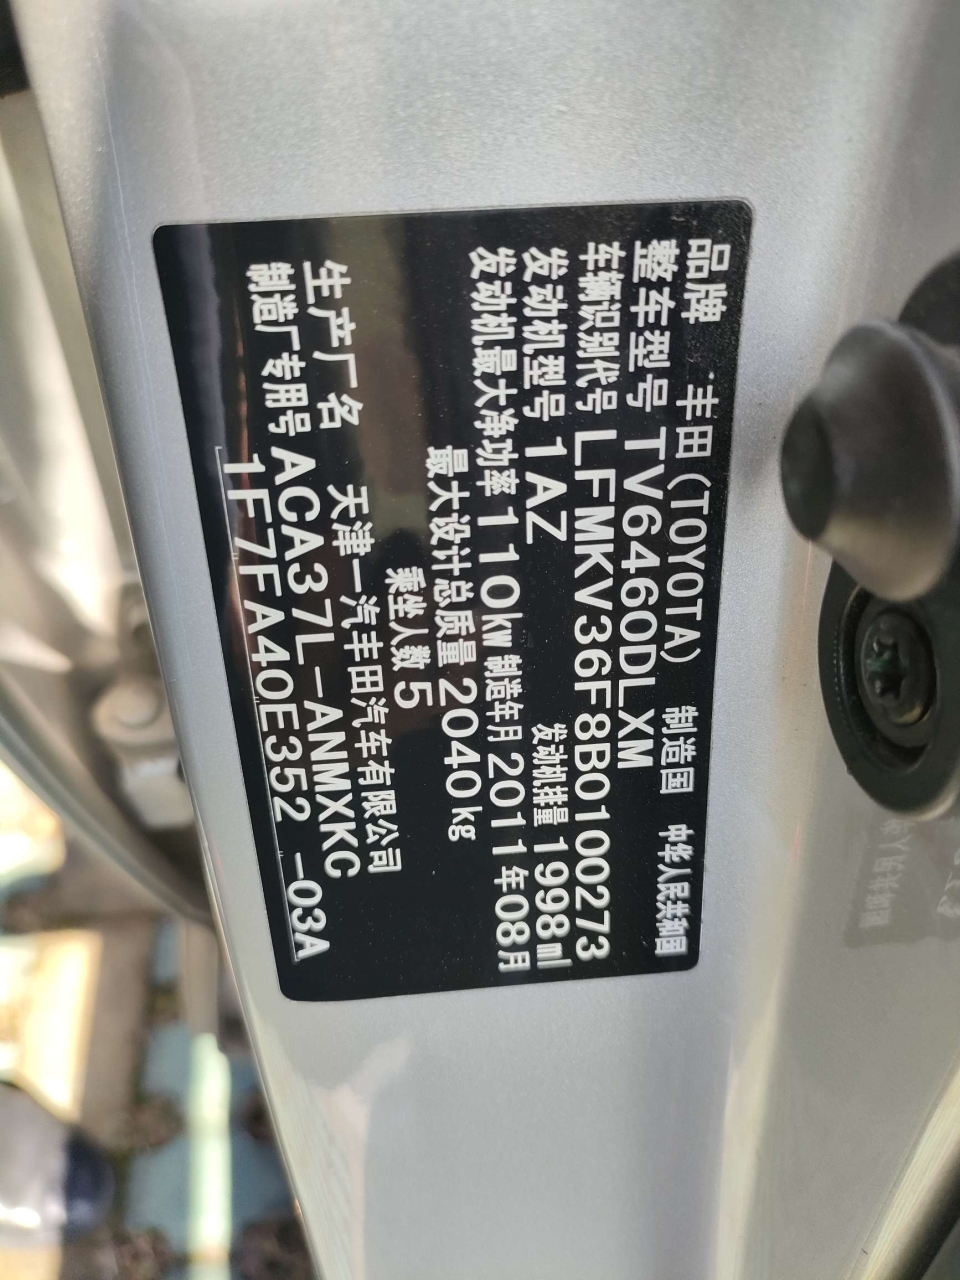 品牌 丰田(TOYOTA) 制造国 中华人民共和国
整车型号 TV6460DLXM
车辆识别代号 LFMKV36F8B0100273
发动机型号 1AZ 发动机排量 1998ml
发动机最大净功率 110kW 制造年月 2011年08月
最大设计总质量 2040kg
乘坐人数 5
生产厂名 天津一汽丰田汽车有限公司
制造厂专用号 ACA37L-ANMXKC
1F7FA40E352 -03A